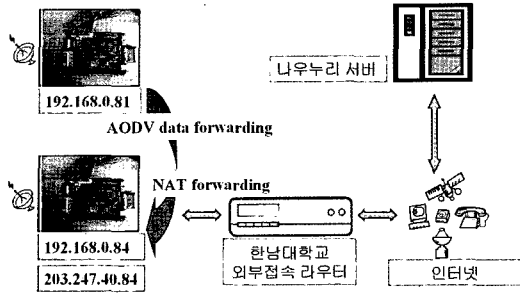 나우누리 서버
192.168.0.81
AODV data forwarding
NAT forwarding
192.168.0.84
203.247.40.84
한남대학교
외부접속 라우터
인터넷